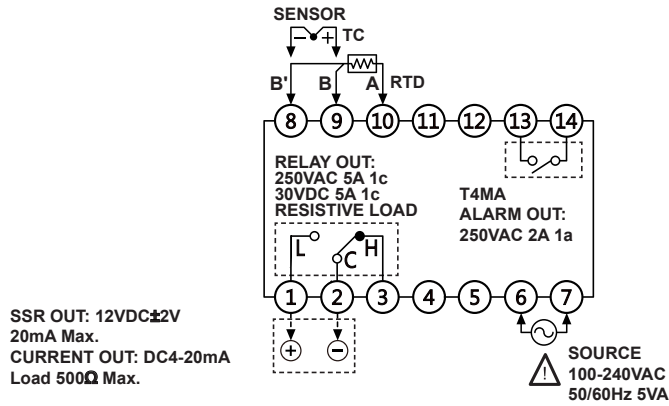 SENSOR
− + TC
B' B A RTD
8 9 10 11 12 13 14
RELAY OUT:
250VAC 5A 1c
30VDC 5A 1c
RESISTIVE LOAD
T4MA
ALARM OUT:
250VAC 2A 1a
L C H
1 2 3 4 5 6 7
+ −
SSR OUT: 12VDC±2V
20mA Max.
CURRENT OUT: DC4-20mA
Load 500Ω Max.
! SOURCE
100-240VAC
50/60Hz 5VA